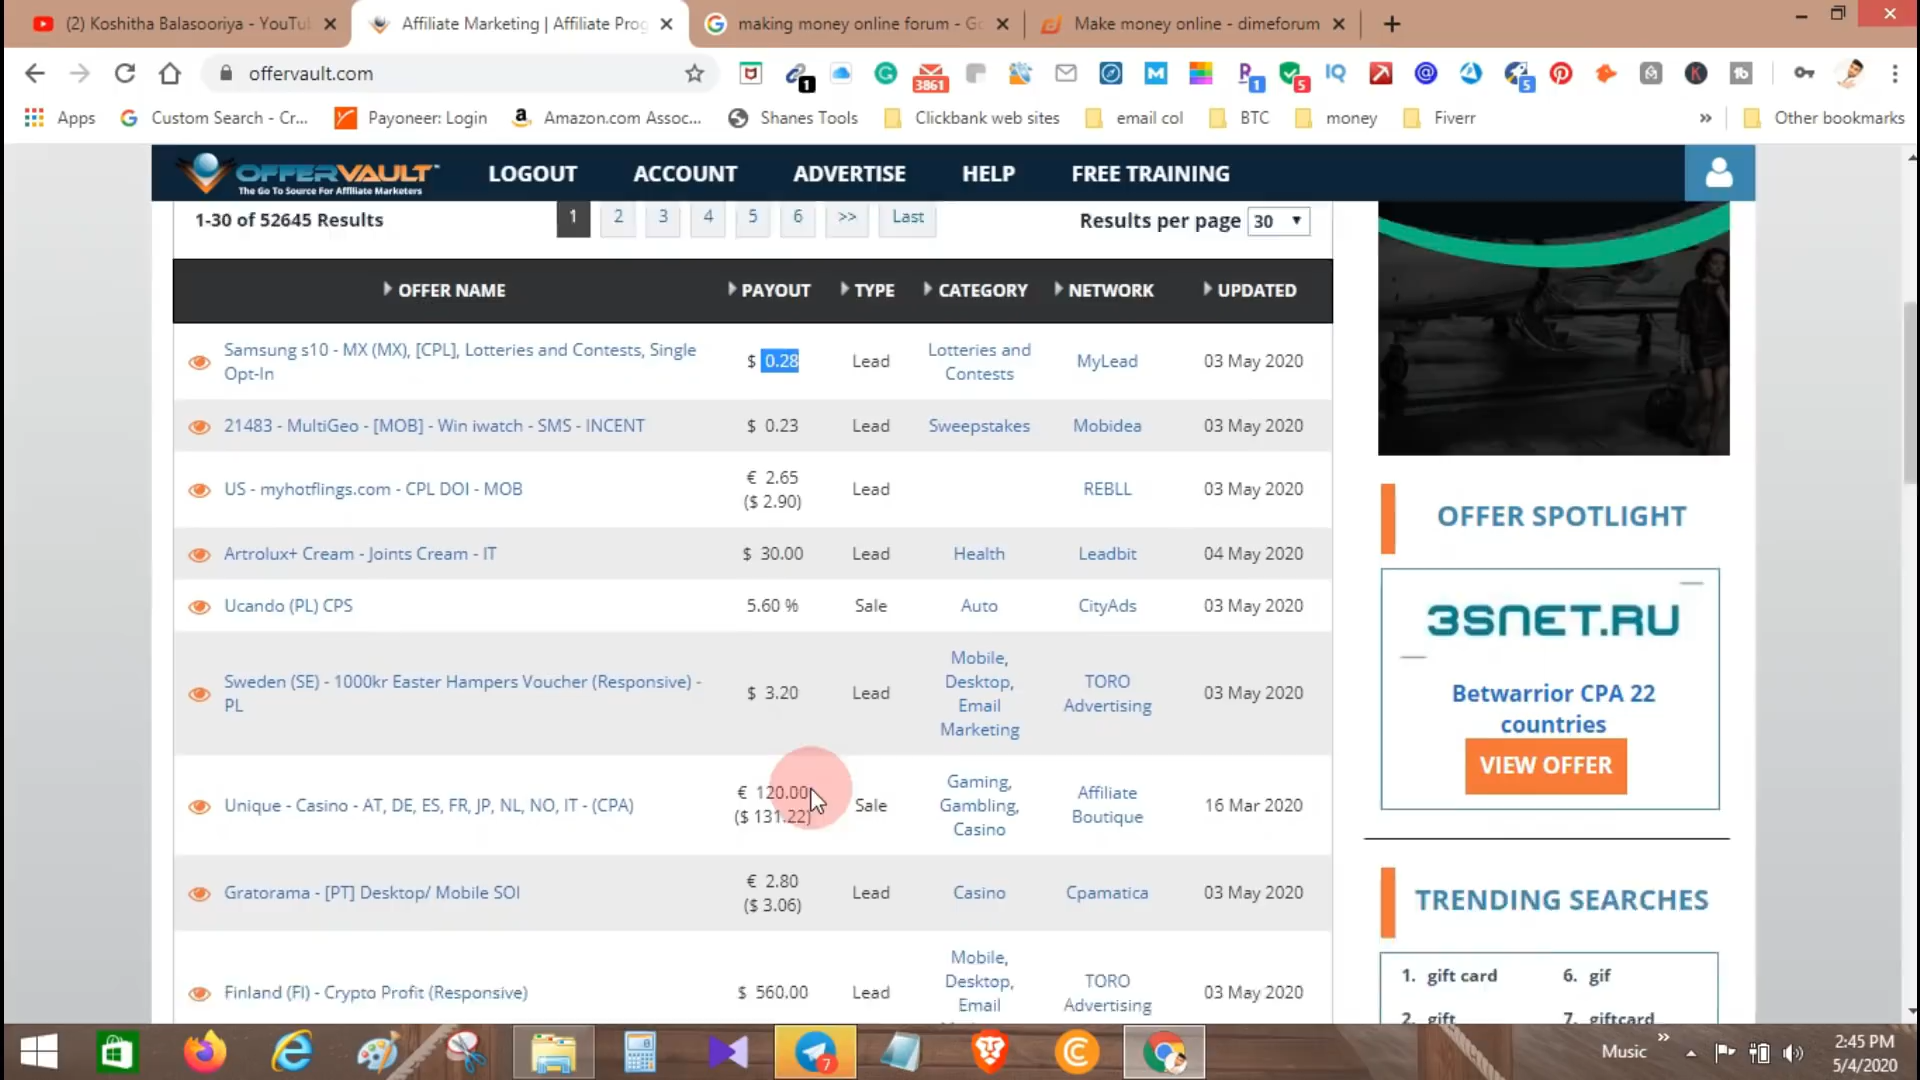 (2) Koshitha Balasooriya - YouTu
Affiliate Marketing | Affiliate Prog
making money online forum - Go
Make money online - dimeforum
offervault.com
1
3861
1
5
IQ
5
Apps
Custom Search - Cr...
Payoneer: Login
Amazon.com Assoc...
Shanes Tools
Clickbank web sites
email col
BTC
money
Fiverr
Other bookmarks
OFFERVAULT
The Go To Source For Affiliate Marketers
LOGOUT
ACCOUNT
ADVERTISE
HELP
FREE TRAINING
1-30 of 52645 Results
1 2 3 4 5 6 >> Last
Results per page 30
OFFER NAME PAYOUT TYPE CATEGORY NETWORK UPDATED
Samsung s10 - MX (MX), [CPL], Lotteries and Contests, Single
Opt-In
$ 0.28
Lead
Lotteries and
Contests
MyLead
03 May 2020
21483 - MultiGeo - [MOB] - Win iwatch - SMS - INCENT
$ 0.23
Lead
Sweepstakes
Mobidea
03 May 2020
US - myhotflings.com - CPL DOI - MOB
€ 2.65
($ 2.90)
Lead
REBLL
03 May 2020
Artrolux+ Cream - Joints Cream - IT
$ 30.00
Lead
Health
Leadbit
04 May 2020
Ucando (PL) CPS
5.60 %
Sale
Auto
CityAds
03 May 2020
Sweden (SE) - 1000kr Easter Hampers Voucher (Responsive) -
PL
$ 3.20
Lead
Mobile,
Desktop,
Email
Marketing
TORO
Advertising
03 May 2020
Unique - Casino - AT, DE, ES, FR, JP, NL, NO, IT - (CPA)
€ 120.00
($ 131.22)
Sale
Gaming,
Gambling,
Casino
Affiliate
Boutique
16 Mar 2020
Gratorama - [PT] Desktop/ Mobile SOI
€ 2.80
($ 3.06)
Lead
Casino
Cpamatica
03 May 2020
Finland (FI) - Crypto Profit (Responsive)
$ 560.00
Lead
Mobile,
Desktop,
Email
TORO
Advertising
03 May 2020
OFFER SPOTLIGHT
3SNET.RU
Betwarrior CPA 22
countries
VIEW OFFER
TRENDING SEARCHES
1. gift card
6. gif
2. gift
7. giftcard
7
Music
2:45 PM
5/4/2020